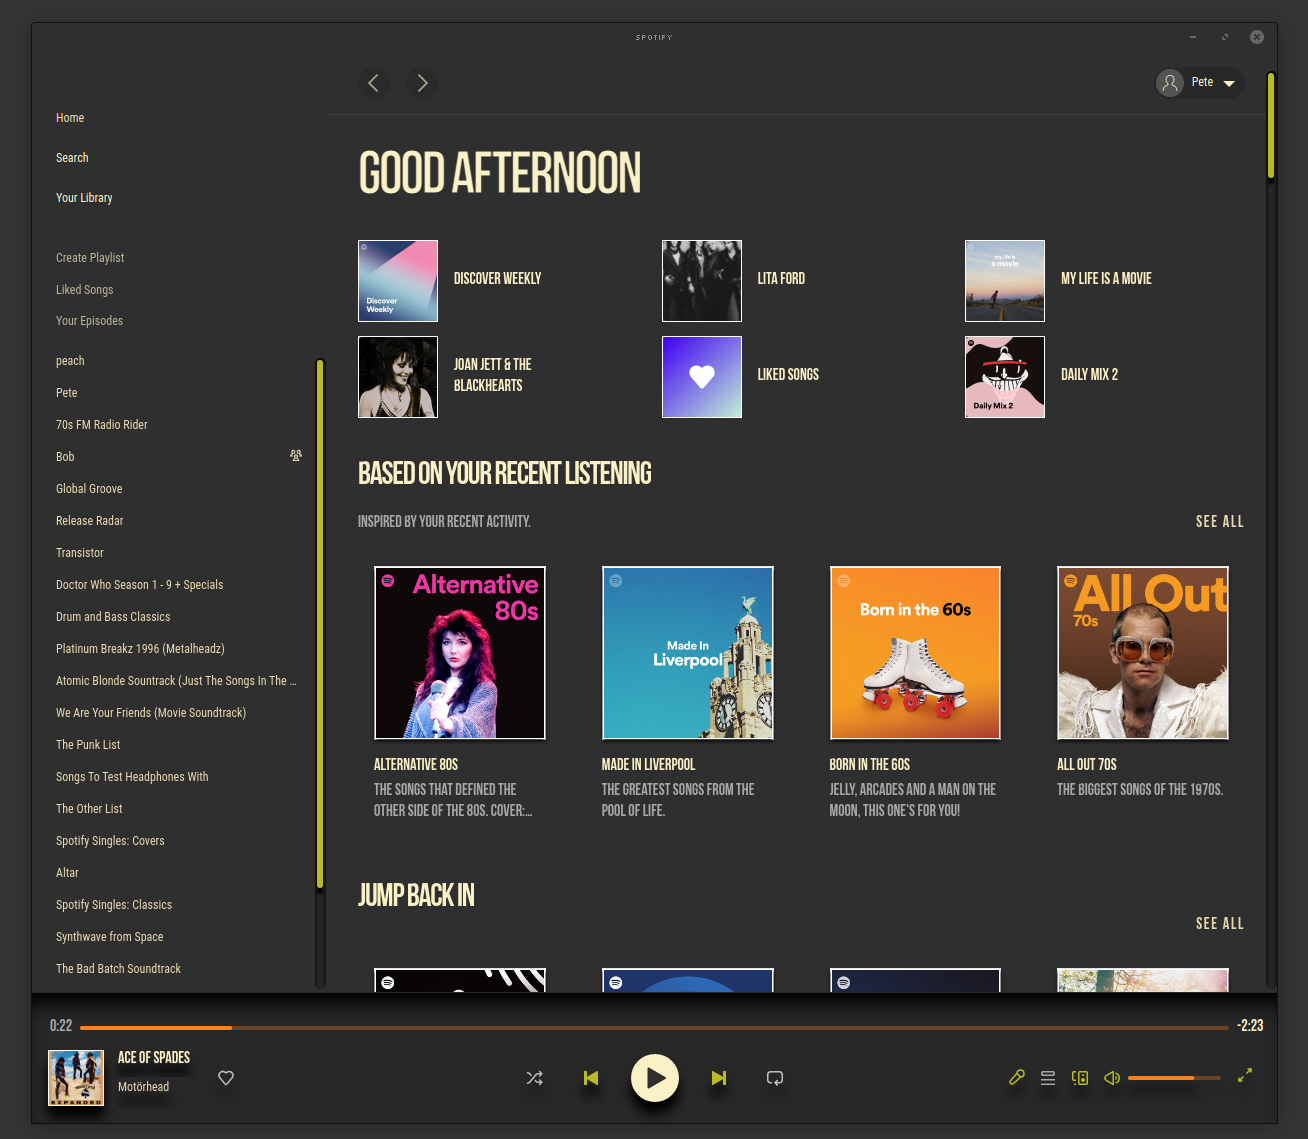 SPOTIFY
Pete
Home
Search
Your Library
Create Playlist
Liked Songs
Your Episodes
peach
Pete
70s FM Radio Rider
Bob
Global Groove
Release Radar
Transistor
Doctor Who Season 1 - 9 + Specials
Drum and Bass Classics
Platinum Breakz 1996 (Metalheadz)
Atomic Blonde Sountrack (Just The Songs In The ...
We Are Your Friends (Movie Soundtrack)
The Punk List
Songs To Test Headphones With
The Other List
Spotify Singles: Covers
Altar
Spotify Singles: Classics
Synthwave from Space
The Bad Batch Soundtrack
GOOD AFTERNOON
Discover
Weekly
DISCOVER WEEKLY
LITA FORD
my life is
a movie
MY LIFE IS A MOVIE
JOAN JETT & THE
BLACKHEARTS
LIKED SONGS
Daily Mix 2
DAILY MIX 2
BASED ON YOUR RECENT LISTENING
INSPIRED BY YOUR RECENT ACTIVITY.
SEE ALL
Alternative
80s
ALTERNATIVE 80S
THE SONGS THAT DEFINED THE
OTHER SIDE OF THE 80S. COVER:...
Made In
Liverpool
MADE IN LIVERPOOL
THE GREATEST SONGS FROM THE
POOL OF LIFE.
Born in the 60s
BORN IN THE 60S
JELLY, ARCADES AND A MAN ON THE
MOON, THIS ONE'S FOR YOU!
All Out
70s
ALL OUT 70S
THE BIGGEST SONGS OF THE 1970S.
JUMP BACK IN
SEE ALL
0:22
-2:23
EXPANDED
ACE OF SPADES
Motörhead